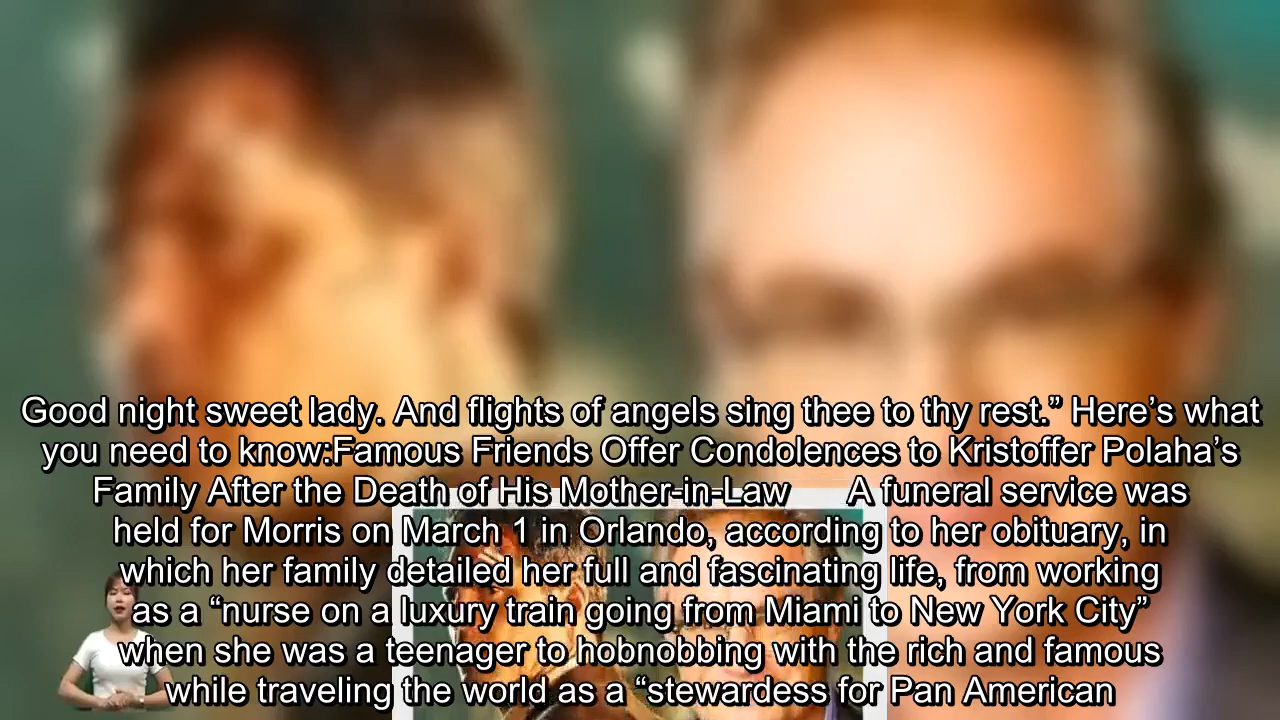 Good night sweet lady. And flights of angels sing thee to thy rest.” Here’s what
you need to know:Famous Friends Offer Condolences to Kristoffer Polaha’s
Family After the Death of His Mother-in-Law A funeral service was
held for Morris on March 1 in Orlando, according to her obituary, in
which her family detailed her full and fascinating life, from working
as a “nurse on a luxury train going from Miami to New York City”
when she was a teenager to hobnobbing with the rich and famous
while traveling the world as a “stewardess for Pan American